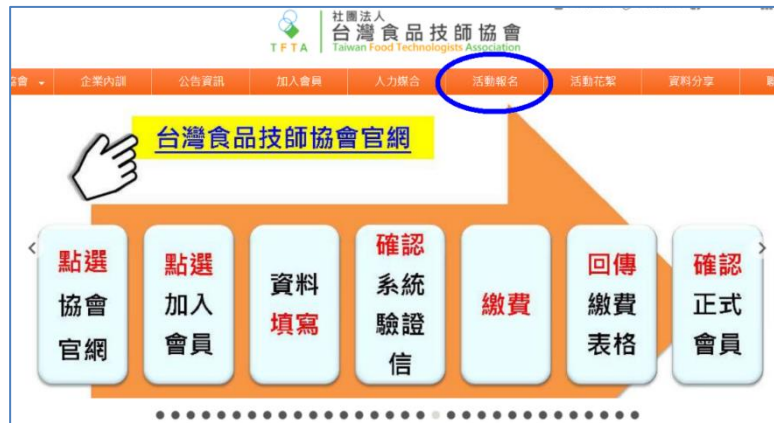 社團法人
台灣食品技師協會
TFTA
Taiwan Food Technologists Association
企業內訓 公告資訊 加入會員 人力媒合 活動報名 活動花絮 資料分享
台灣食品技師協會官網
點選
協會
官網
點選
加入
會員
資料
填寫
確認
系統
驗證
信
繳費
回傳
繳費
表格
確認
正式
會員